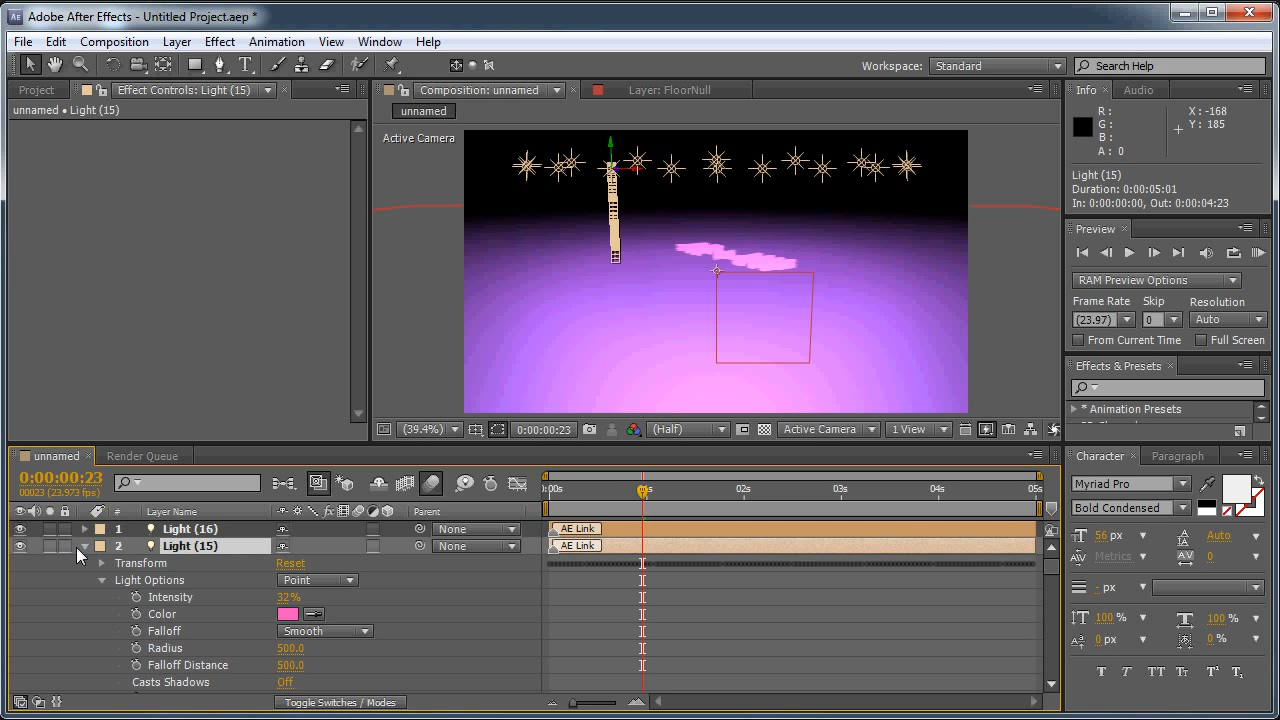 Adobe After Effects - Untitled Project.aep *
File Edit Composition Layer Effect Animation View Window Help
Workspace: Standard Search Help
Project Effect Controls: Light (15) Composition: unnamed Layer: FloorNull Info Audio
unnamed • Light (15)
unnamed
Active Camera
R :
G :
B :
A : 0
X : -168
Y : 185
Light (15)
Duration: 0:00:05:01
In: 0:00:00:00, Out: 0:00:04:23
Preview
RAM Preview Options
Frame Rate Skip Resolution
(23.97) 0 Auto
From Current Time Full Screen
Effects & Presets
* Animation Presets
(39.4%) 0:00:00:23 (Half) Active Camera 1 View
unnamed Render Queue
0:00:00:23
00023 (23.973 fps)
:00s 02s 03s 04s 05s
# Layer Name Parent
1 Light (16) None AE Link
2 Light (15) None AE Link
Transform Reset
Light Options Point
Intensity 32%
Color
Falloff Smooth
Radius 500.0
Falloff Distance 500.0
Casts Shadows Off
Toggle Switches / Modes
Character Paragraph
Myriad Pro
Bold Condensed
56 px Auto
Metrics 0
- px
100 % 100 %
0 px 0 %
T T TT Tt T¹ T₁